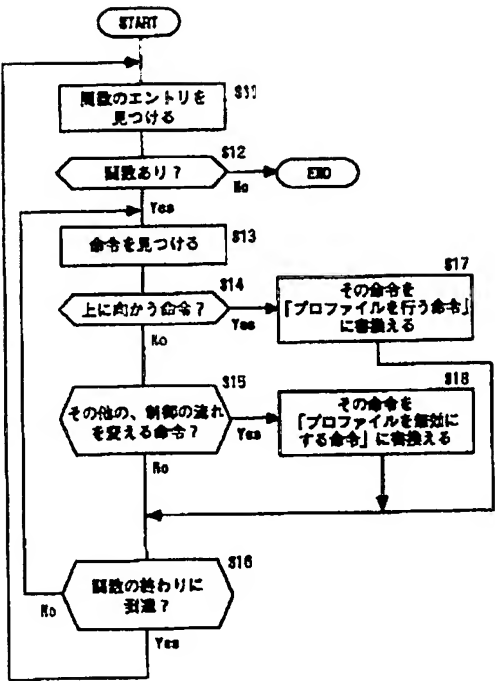 START
関数のエントリを
見つける
S11
関数あり?
S12
No
END
Yes
命令を見つける
S13
上に向かう命令?
S14
Yes
No
その命令を
「プロファイルを行う命令」
に書換える
S17
その他の、制御の流れ
を変える命令?
S15
Yes
No
その命令を
「プロファイルを無効に
する命令」に書換える
S18
関数の終わりに
到達?
S16
No
Yes